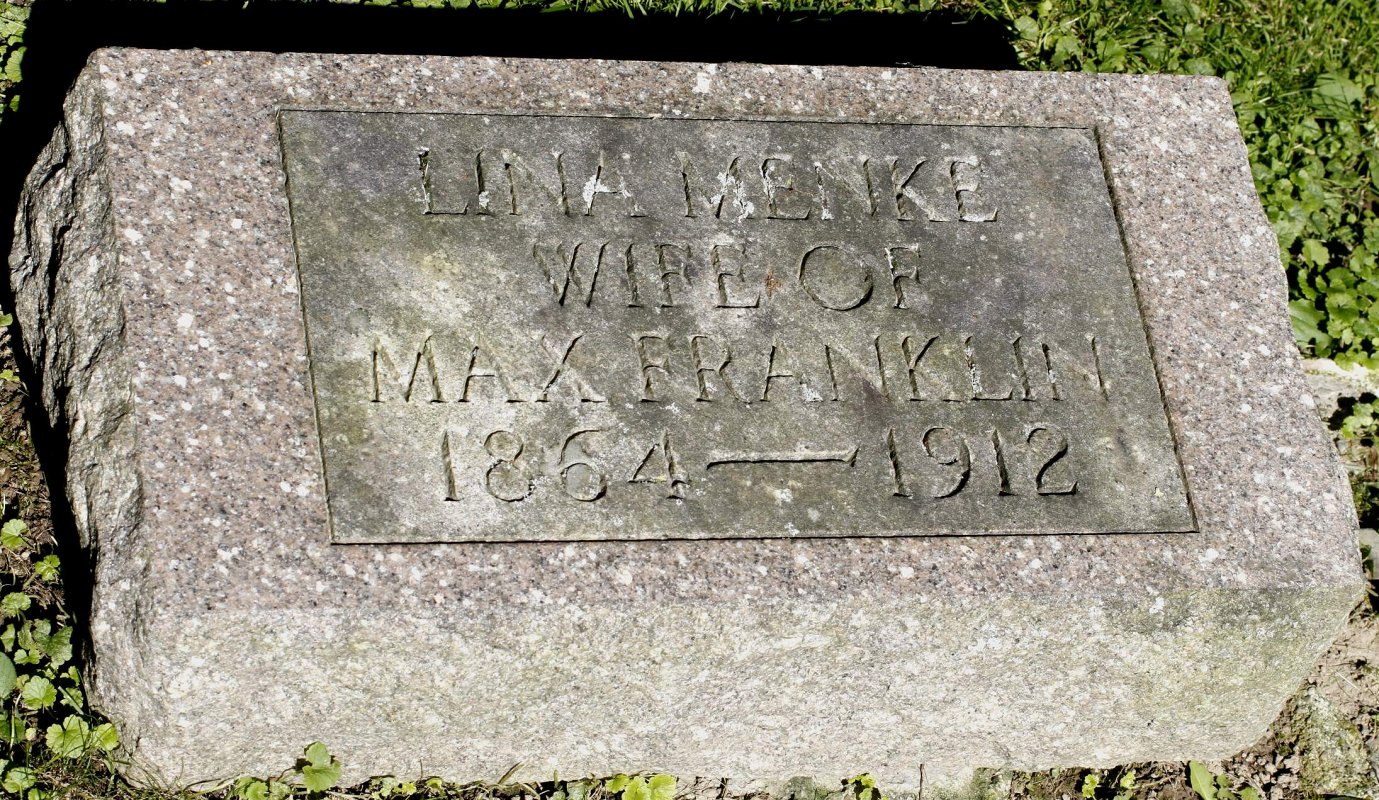 LINA MENKE
WIFE OF
MAX FRANKLIN
1864 — 1912